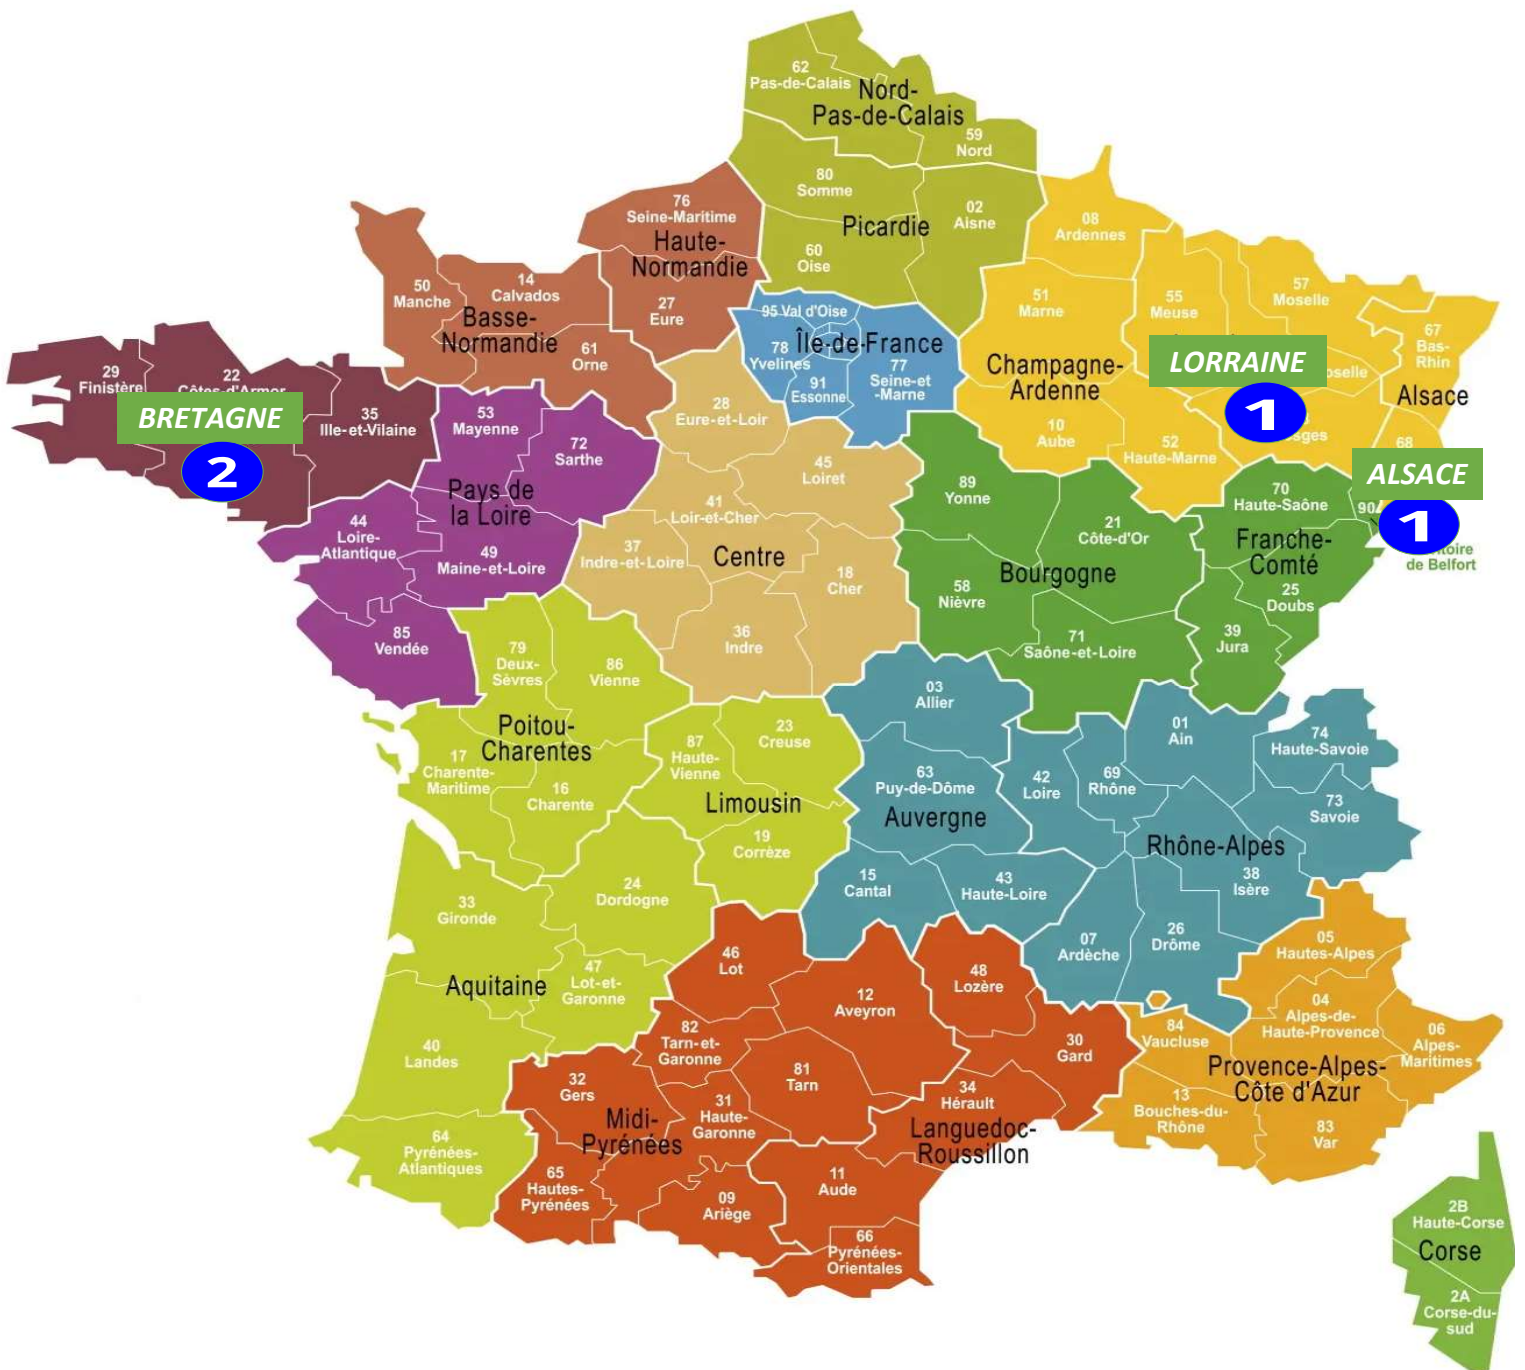 62
Pas-de-Calais
Nord-
Pas-de-Calais
59
Nord
80
Somme
02
Aisne
Picardie
60
Oise
76
Seine-Maritime
Haute-
Normandie
27
Eure
14
Calvados
50
Manche
Basse-
Normandie
61
Orne
08
Ardennes
51
Marne
55
Meuse
57
Moselle
67
Bas-
Rhin
Champagne-
Ardenne
LORRAINE
1
oselle
Alsace
10
Aube
52
Haute-Marne
sges
68
ALSACE
1
95 Val d'Oise
Île-de-France
78
Yvelines
91
Essonne
77
Seine-et
-Marne
29
Finistère
22
Côtes-d'Armor
BRETAGNE
2
35
Ille-et-Vilaine
53
Mayenne
72
Sarthe
Pays de
la Loire
44
Loire-
Atlantique
49
Maine-et-Loire
85
Vendée
28
Eure-et-Loir
45
Loiret
41
Loir-et-Cher
37
Indre-et-Loire
Centre
18
Cher
36
Indre
89
Yonne
21
Côte-d'Or
Bourgogne
58
Nièvre
71
Saône-et-Loire
70
Haute-Saône
90
Franche-
Comté
itoire
de Belfort
25
Doubs
39
Jura
79
Deux-
Sèvres
86
Vienne
Poitou-
Charentes
17
Charente-
Maritime
16
Charente
87
Haute-
Vienne
23
Creuse
Limousin
19
Corrèze
03
Allier
63
Puy-de-Dôme
Auvergne
15
Cantal
43
Haute-Loire
42
Loire
69
Rhône
01
Ain
74
Haute-Savoie
73
Savoie
Rhône-Alpes
38
Isère
07
Ardèche
26
Drôme
24
Dordogne
33
Gironde
47
Lot-et-
Garonne
Aquitaine
40
Landes
64
Pyrénées-
Atlantiques
46
Lot
12
Aveyron
82
Tarn-et-
Garonne
81
Tarn
32
Gers
31
Haute-
Garonne
Midi-
Pyrénées
65
Hautes-
Pyrénées
09
Ariège
48
Lozère
30
Gard
34
Hérault
Languedoc-
Roussillon
11
Aude
66
Pyrénées-
Orientales
05
Hautes-Alpes
04
Alpes-de-
Haute-Provence
06
Alpes-
Maritimes
84
Vaucluse
Provence-Alpes-
Côte d'Azur
13
Bouches-du-
Rhône
83
Var
2B
Haute-Corse
Corse
2A
Corse-du-
sud